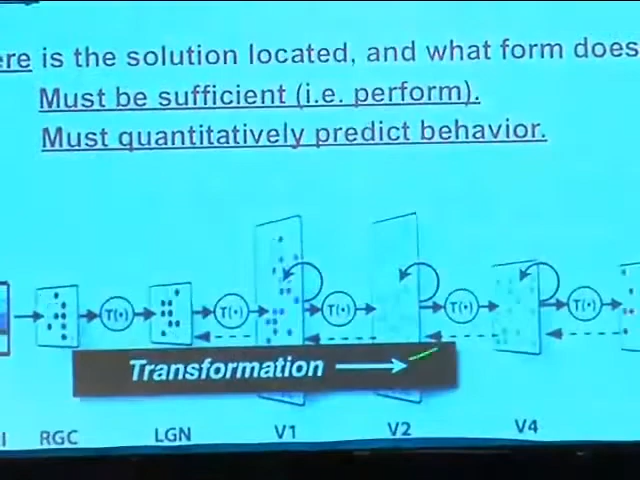 ere is the solution located, and what form does
Must be sufficient (i.e. perform).
Must quantitatively predict behavior.
T(•) T(•) T(•) T(•) T(•)
Transformation
RGC LGN V1 V2 V4